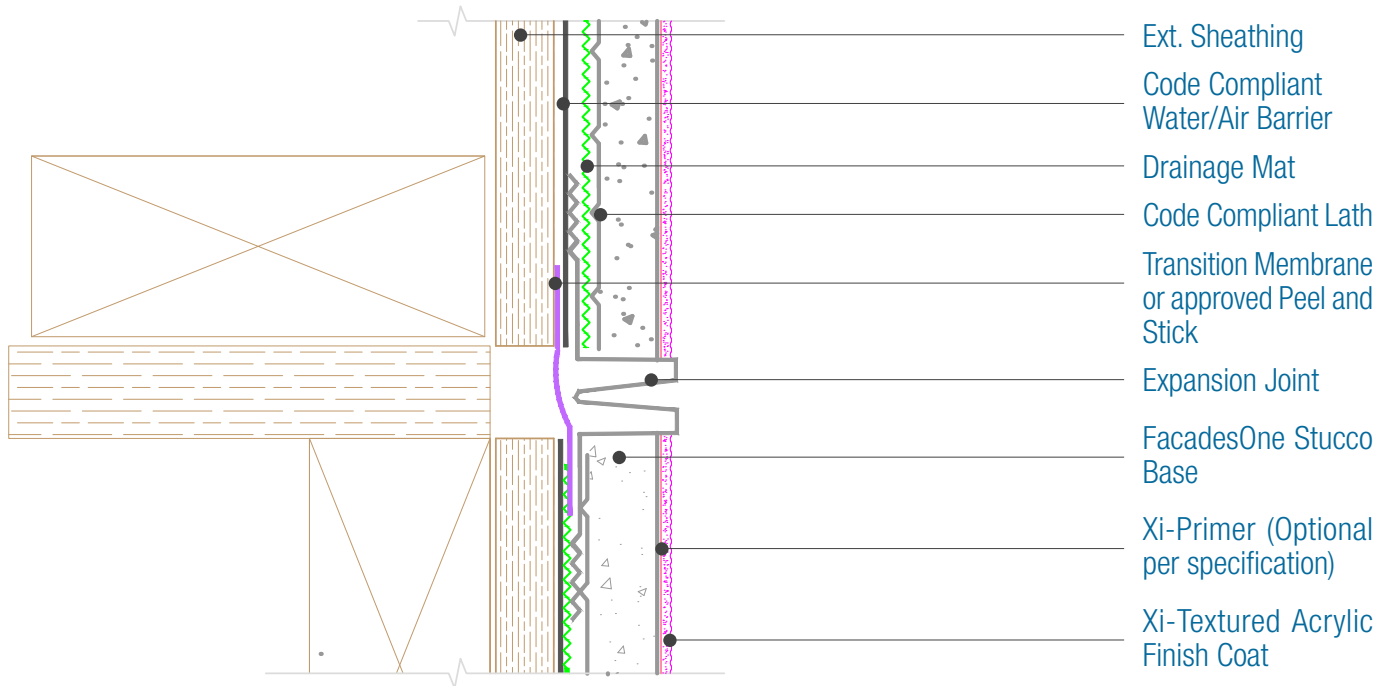 Ext. Sheathing
Code Compliant
Water/Air Barrier
Drainage Mat
Code Compliant Lath
Transition Membrane
or approved Peel and
Stick
Expansion Joint
FacadesOne Stucco
Base
Xi-Primer (Optional
per specification)
Xi-Textured Acrylic
Finish Coat